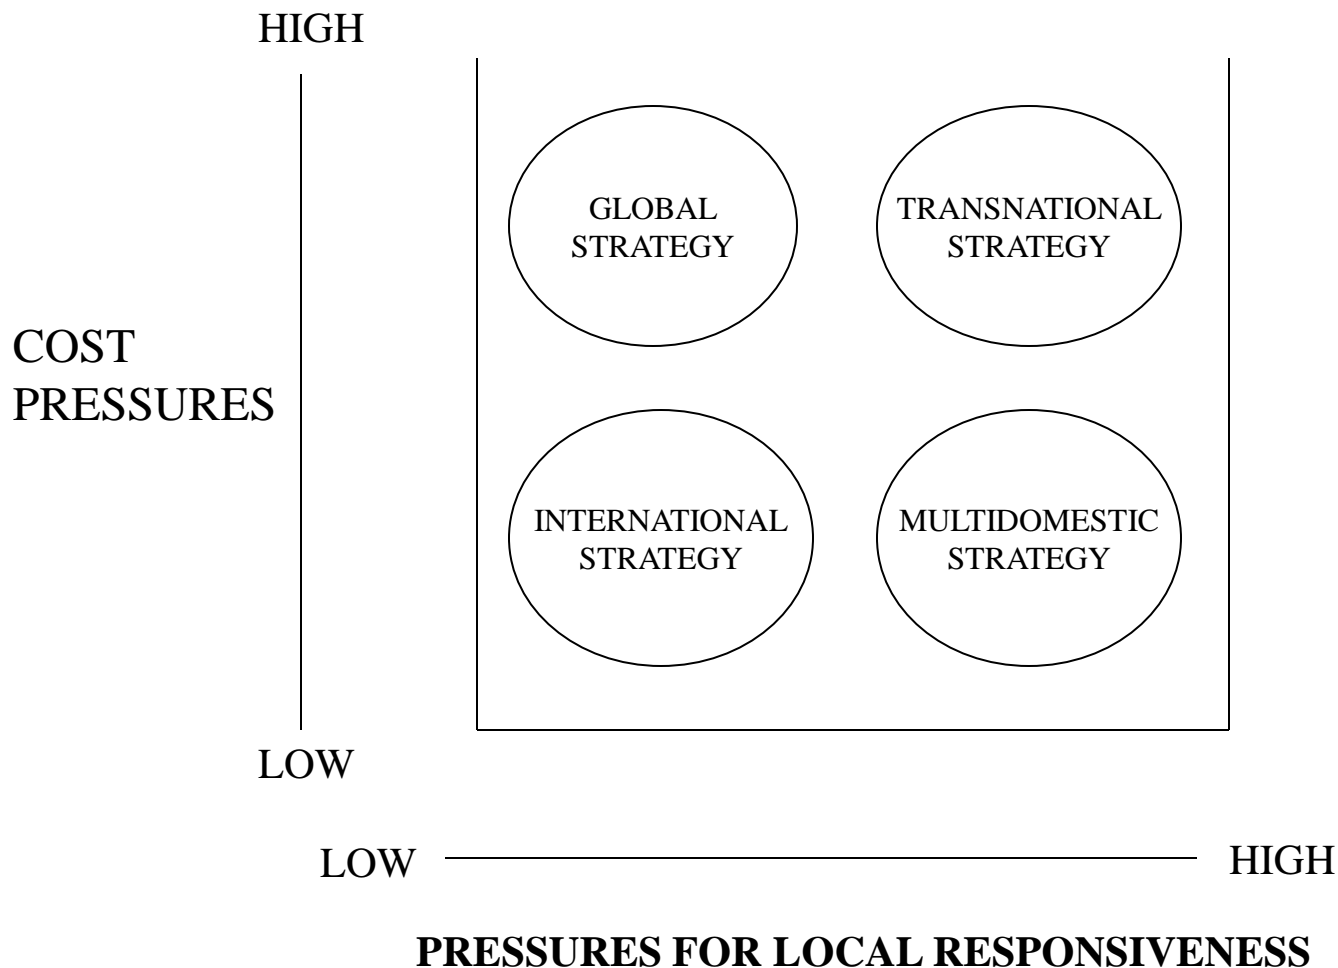 HIGH
GLOBAL
STRATEGY
TRANSNATIONAL
STRATEGY
COST
PRESSURES
INTERNATIONAL
STRATEGY
MULTIDOMESTIC
STRATEGY
LOW
LOW
HIGH
PRESSURES FOR LOCAL RESPONSIVENESS